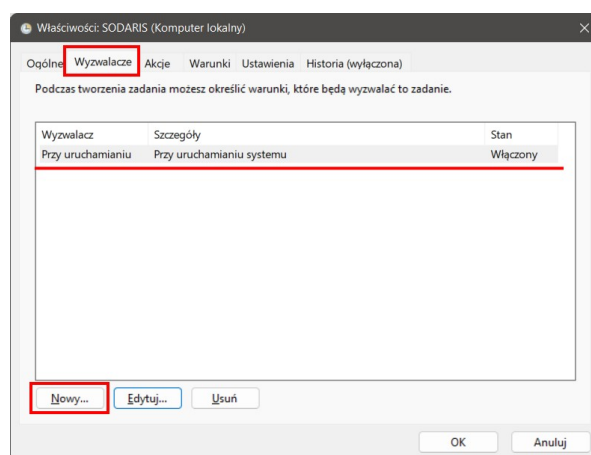 Właściwości: SODARIS (Komputer lokalny)
Ogólne Wyzwalacze Akcje Warunki Ustawienia Historia (wyłączona)
Podczas tworzenia zadania możesz określić warunki, które będą wyzwalać to zadanie.
Wyzwalacz Szczegóły Stan
Przy uruchamianiu Przy uruchamianiu systemu Włączony
Nowy... Edytuj... Usuń
OK Anuluj